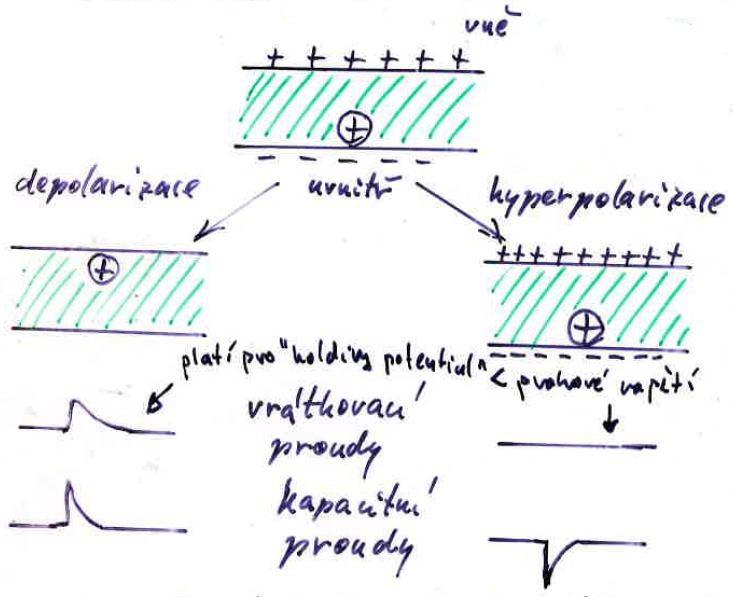 vně
+ + + + + +
+
uvnitř
depolarizace
hyperpolarizace
+
+++ + + + + + +
+
platí pro "holding potential" < prahové napětí
vrátkovací
proudy
kapacitní
proudy